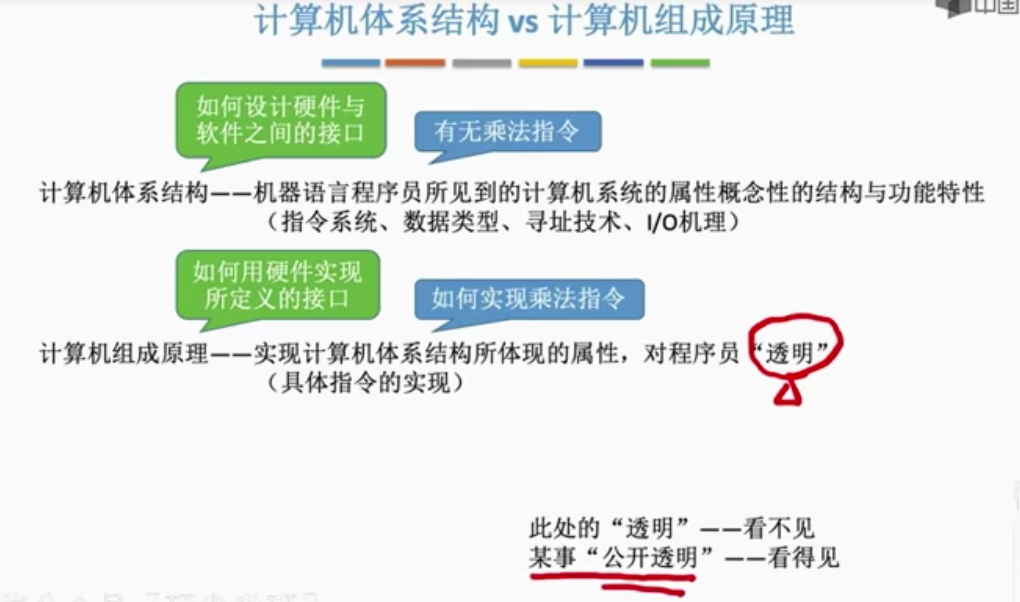 计算机体系结构 vs 计算机组成原理
中国
如何设计硬件与
软件之间的接口
有无乘法指令
计算机体系结构——机器语言程序员所见到的计算机系统的属性概念性的结构与功能特性
（指令系统、数据类型、寻址技术、I/O机理）
如何用硬件实现
所定义的接口
如何实现乘法指令
计算机组成原理——实现计算机体系结构所体现的属性，对程序员“透明”
（具体指令的实现）
此处的“透明”——看不见
某事“公开透明”——看得见